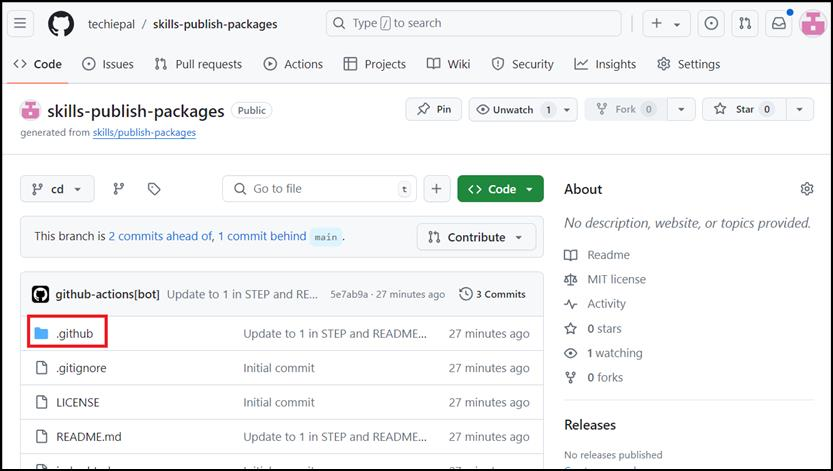 techiepal / skills-publish-packages
Type / to search
Code Issues Pull requests Actions Projects Wiki Security Insights Settings
skills-publish-packages Public
Pin Unwatch 1 Fork 0 Star 0
generated from skills/publish-packages
cd
Go to file t
Code
This branch is 2 commits ahead of, 1 commit behind main .
Contribute
github-actions[bot] Update to 1 in STEP and RE... 5e7ab9a · 27 minutes ago 3 Commits
.github Update to 1 in STEP and README... 27 minutes ago
.gitignore Initial commit 27 minutes ago
LICENSE Initial commit 27 minutes ago
README.md Update to 1 in STEP and README... 27 minutes ago
About
No description, website, or topics provided.
Readme
MIT license
Activity
0 stars
1 watching
0 forks
Releases
No releases published